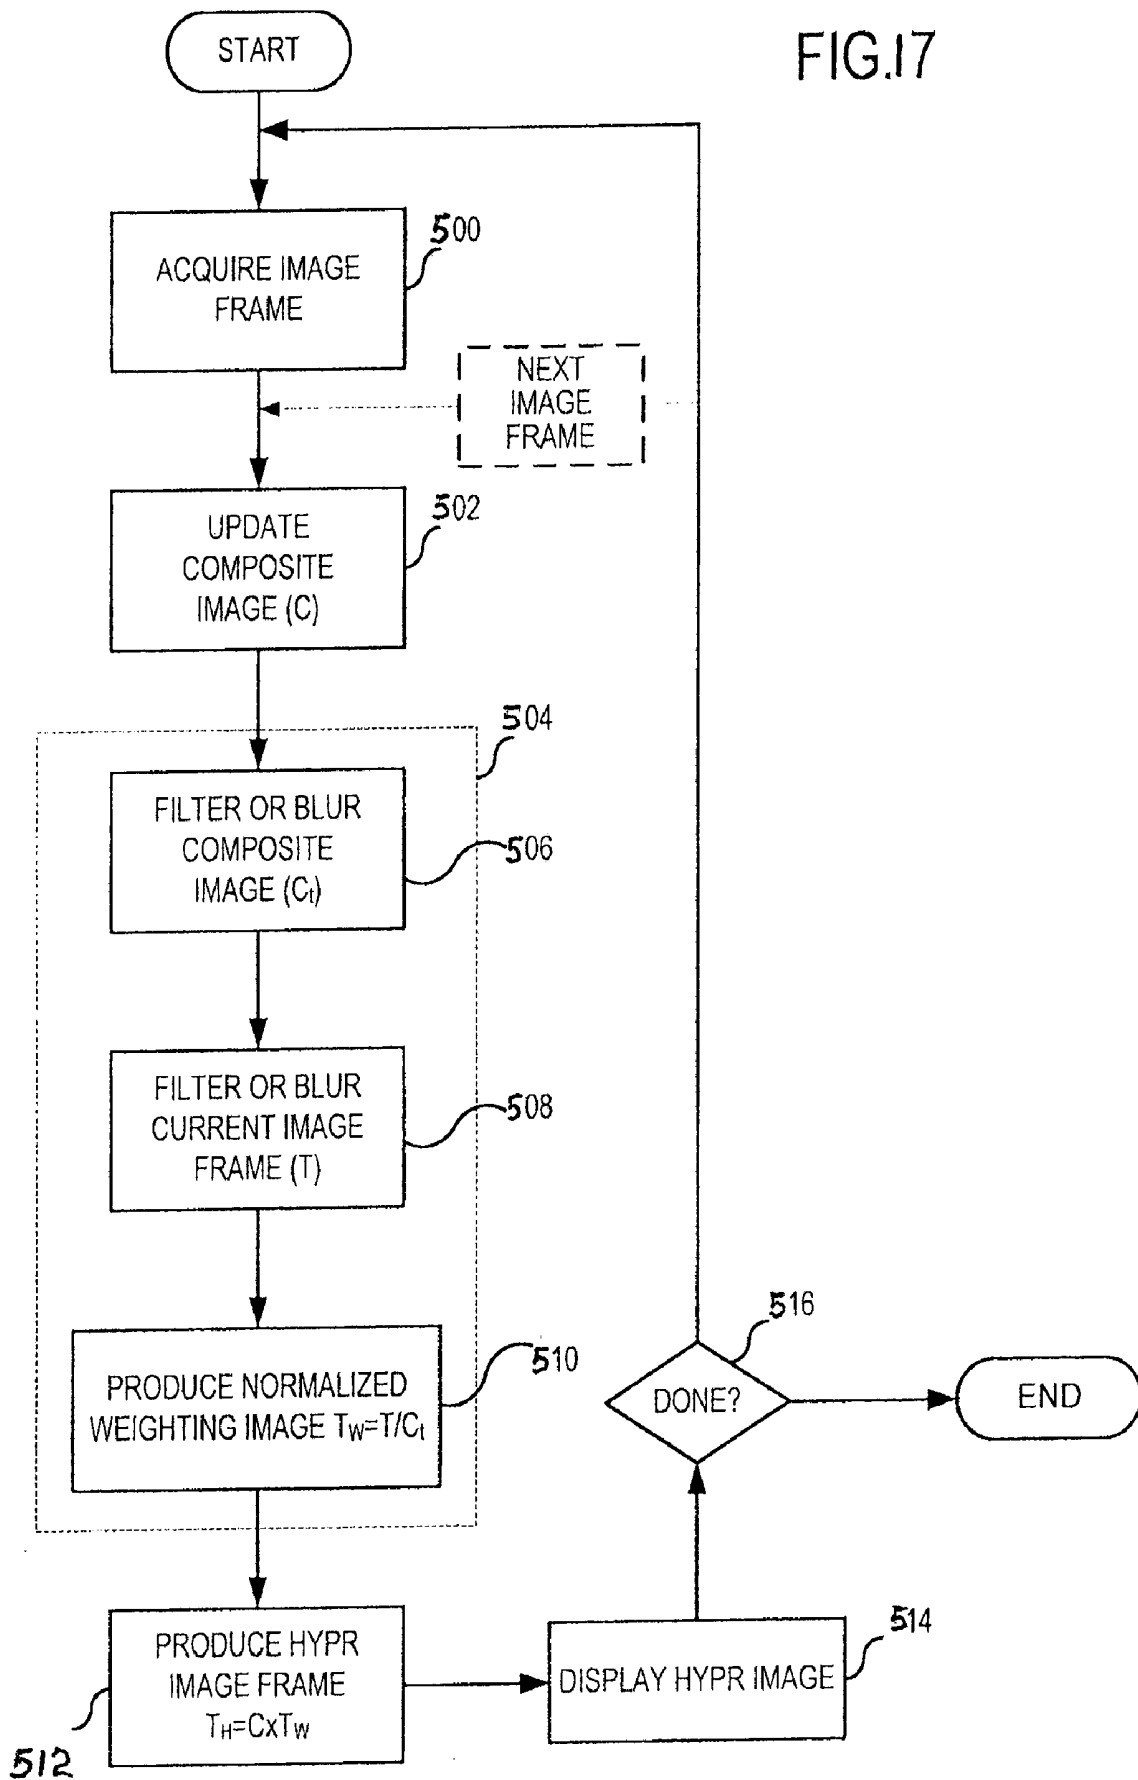 START
FIG.17
500
ACQUIRE IMAGE
FRAME
NEXT
IMAGE
FRAME
502
UPDATE
COMPOSITE
IMAGE (C)
504
FILTER OR BLUR
COMPOSITE
IMAGE (Ct)
506
FILTER OR BLUR
CURRENT IMAGE
FRAME (T)
508
PRODUCE NORMALIZED
WEIGHTING IMAGE TW=T/Ct
510
516
DONE?
END
PRODUCE HYPR
IMAGE FRAME
TH=CxTW
512
514
DISPLAY HYPR IMAGE